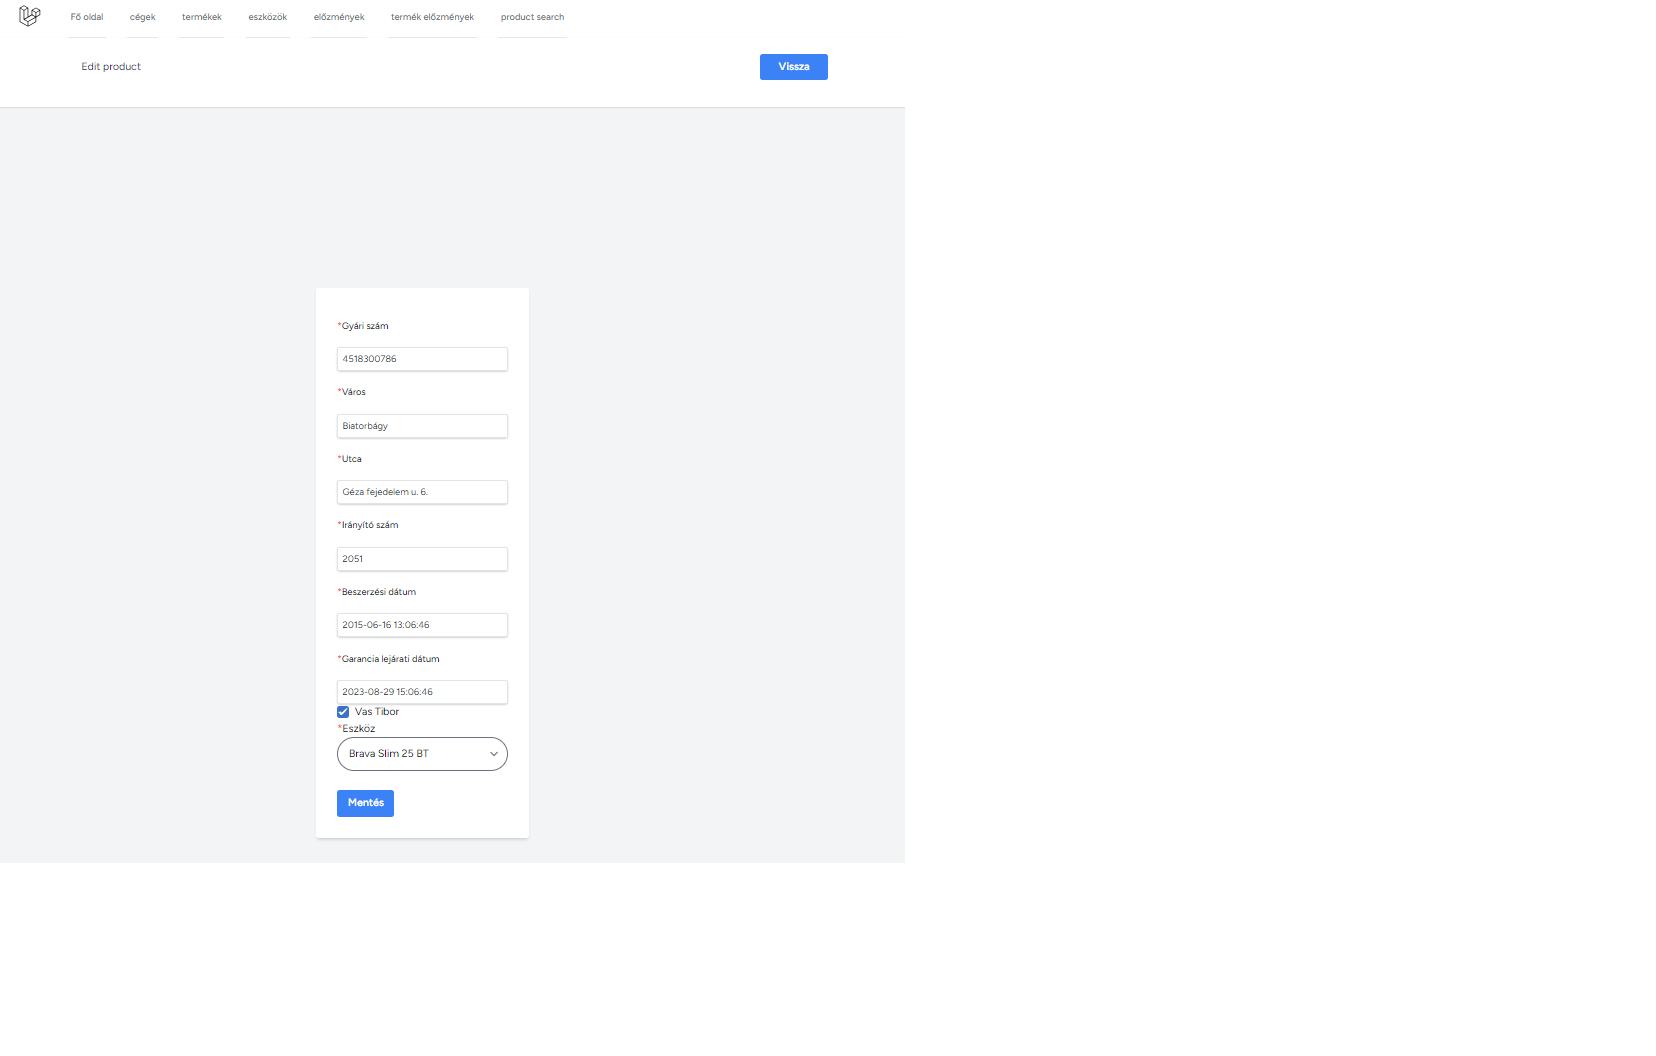 Fő oldal cégek termékek eszközök előzmények termék előzmények product search
Edit product Vissza
*Gyári szám
4518300786
*Város
Biatorbágy
*Utca
Géza fejedelem u. 6.
*Irányító szám
2051
*Beszerzési dátum
2015-06-16 13:06:46
*Garancia lejárati dátum
2023-08-29 15:06:46
Vas Tibor
*Eszköz
Brava Slim 25 BT
Mentés